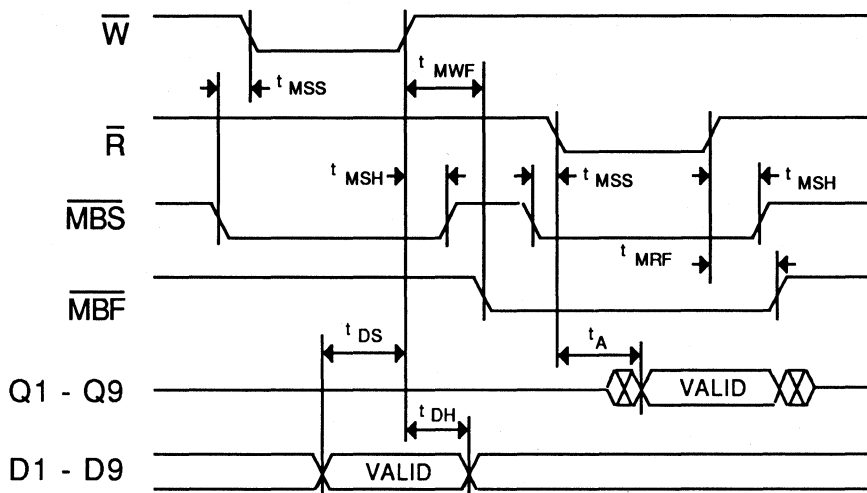 W
t MSS
t MWF
R
t MSH
t MSS
t MSH
MBS
t MRF
MBF
t DS
t A
Q1 - Q9
VALID
t DH
D1 - D9
VALID